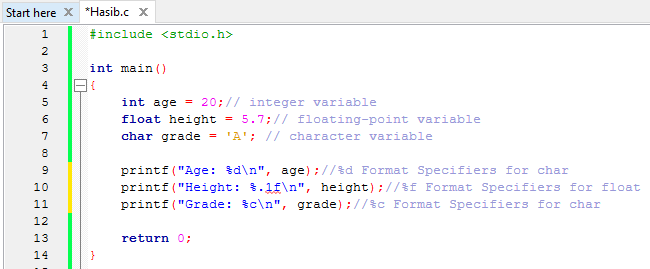 Start here
*Hasib.c
1 #include <stdio.h>
2
3 int main()
4 {
5 int age = 20;// integer variable
6 float height = 5.7;// floating-point variable
7 char grade = 'A'; // character variable
8
9 printf("Age: %d\n", age);//%d Format Specifiers for char
10 printf("Height: %.1f\n", height);//%f Format Specifiers for float
11 printf("Grade: %c\n", grade);//%c Format Specifiers for char
12
13 return 0;
14 }